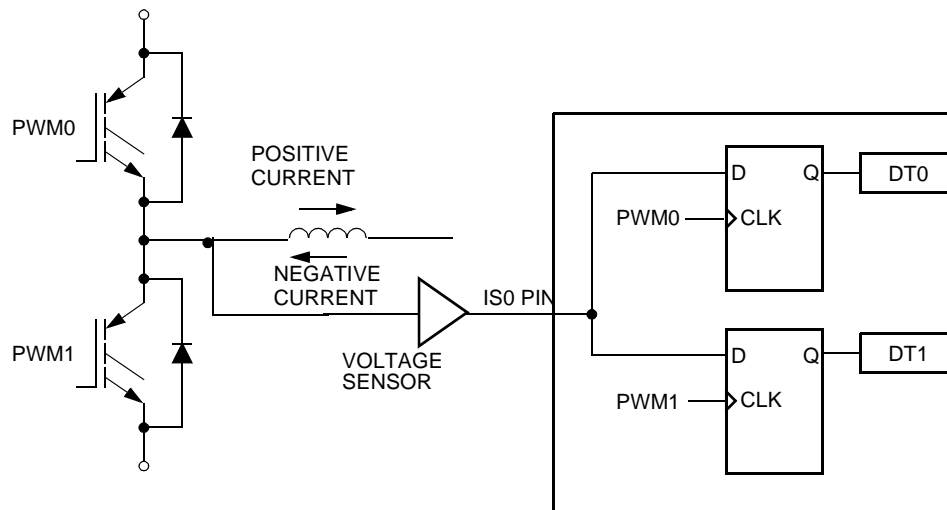 PWM0
POSITIVE
CURRENT
NEGATIVE
CURRENT
PWM1
VOLTAGE
SENSOR
IS0 PIN
D
Q
DT0
PWM0
CLK
D
Q
DT1
PWM1
CLK